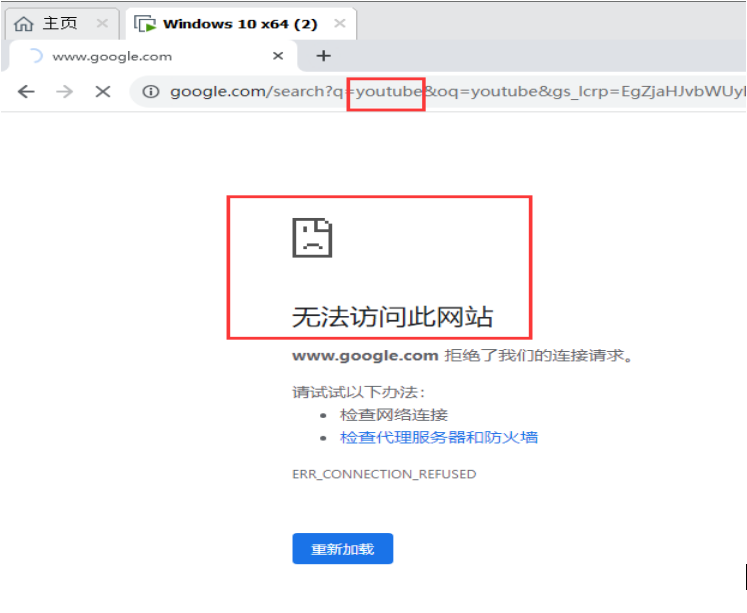 主页
Windows 10 x64 (2)
www.google.com
google.com/search?q=youtube&oq=youtube&gs_lcrp=EgZjaHJvbWUyl
无法访问此网站
www.google.com 拒绝了我们的连接请求。
请试试以下办法:
• 检查网络连接
• 检查代理服务器和防火墙
ERR_CONNECTION_REFUSED
重新加载